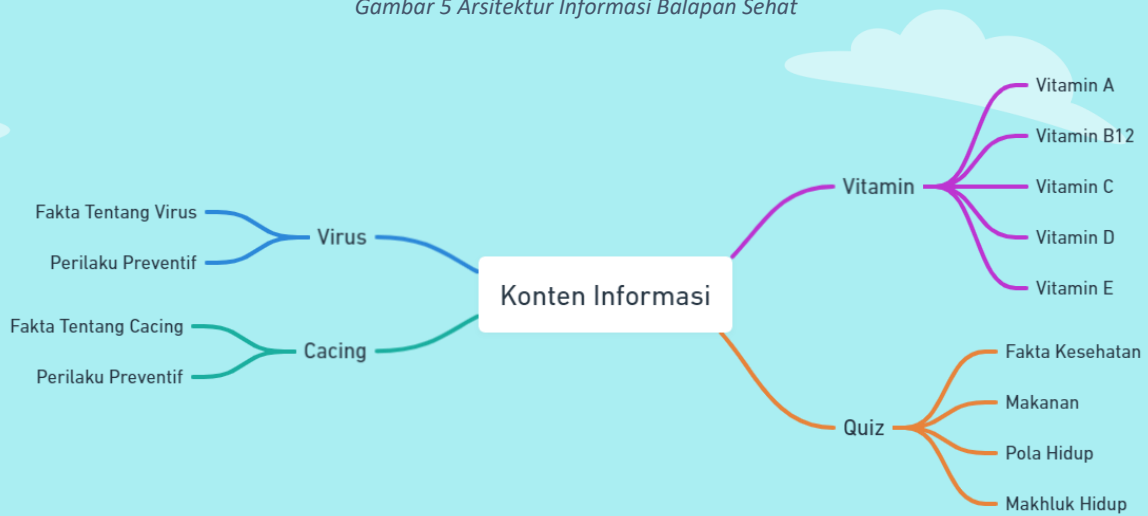 Gambar 5 Arsitektur Informasi Balapan Sehat
Konten Informasi
Virus
Fakta Tentang Virus
Perilaku Preventif
Cacing
Fakta Tentang Cacing
Perilaku Preventif
Vitamin
Vitamin A
Vitamin B12
Vitamin C
Vitamin D
Vitamin E
Quiz
Fakta Kesehatan
Makanan
Pola Hidup
Makhluk Hidup